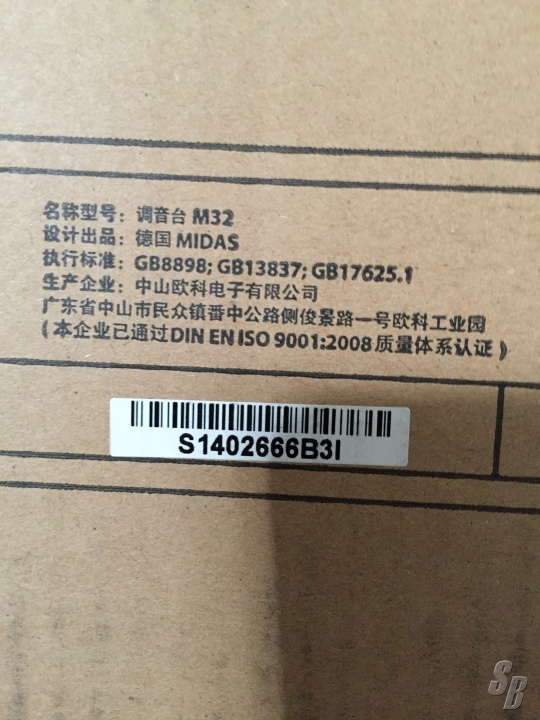 名称型号: 调音台 M32
设计出品: 德国 MIDAS
执行标准: GB8898; GB13837; GB17625.1
生产企业: 中山欧科电子有限公司
广东省中山市民众镇番中公路侧俊景路一号欧科工业园
(本企业已通过DIN EN ISO 9001:2008 质量体系认证)
S1402666B3I
SB